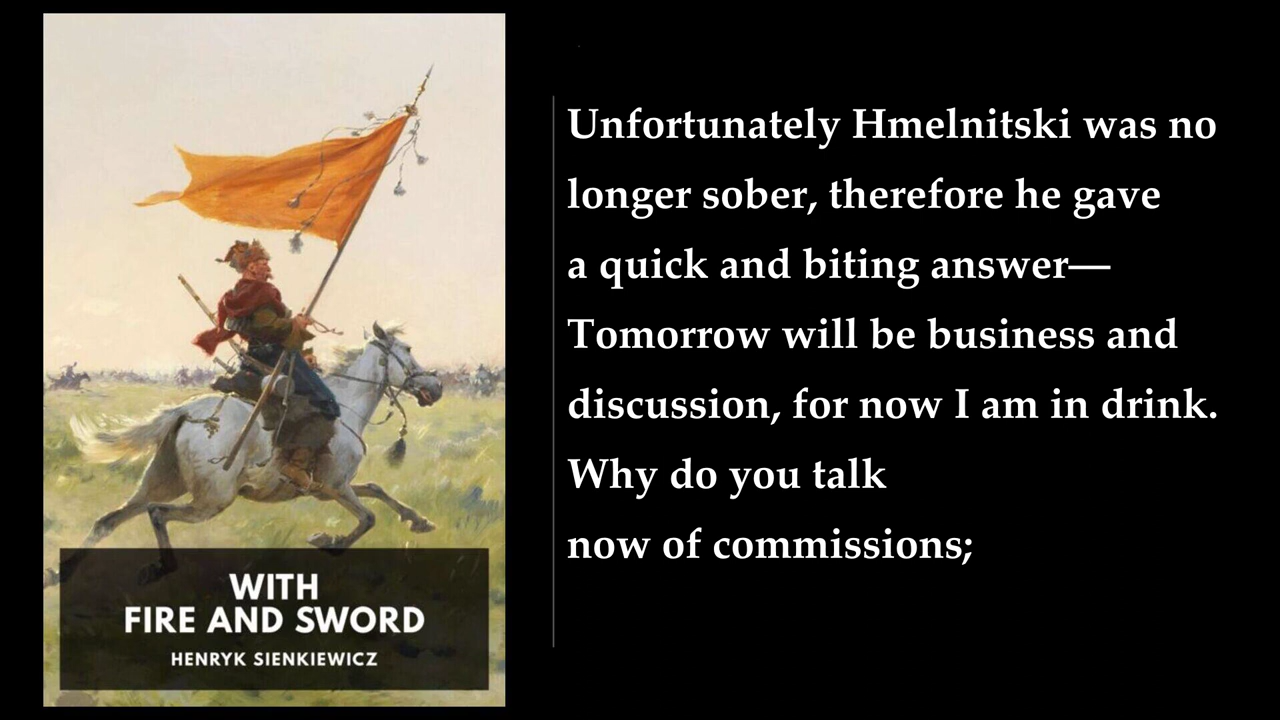 WITH
FIRE AND SWORD
HENRYK SIENKIEWICZ
Unfortunately Hmelnitski was no
longer sober, therefore he gave
a quick and biting answer—
Tomorrow will be business and
discussion, for now I am in drink.
Why do you talk
now of commissions;